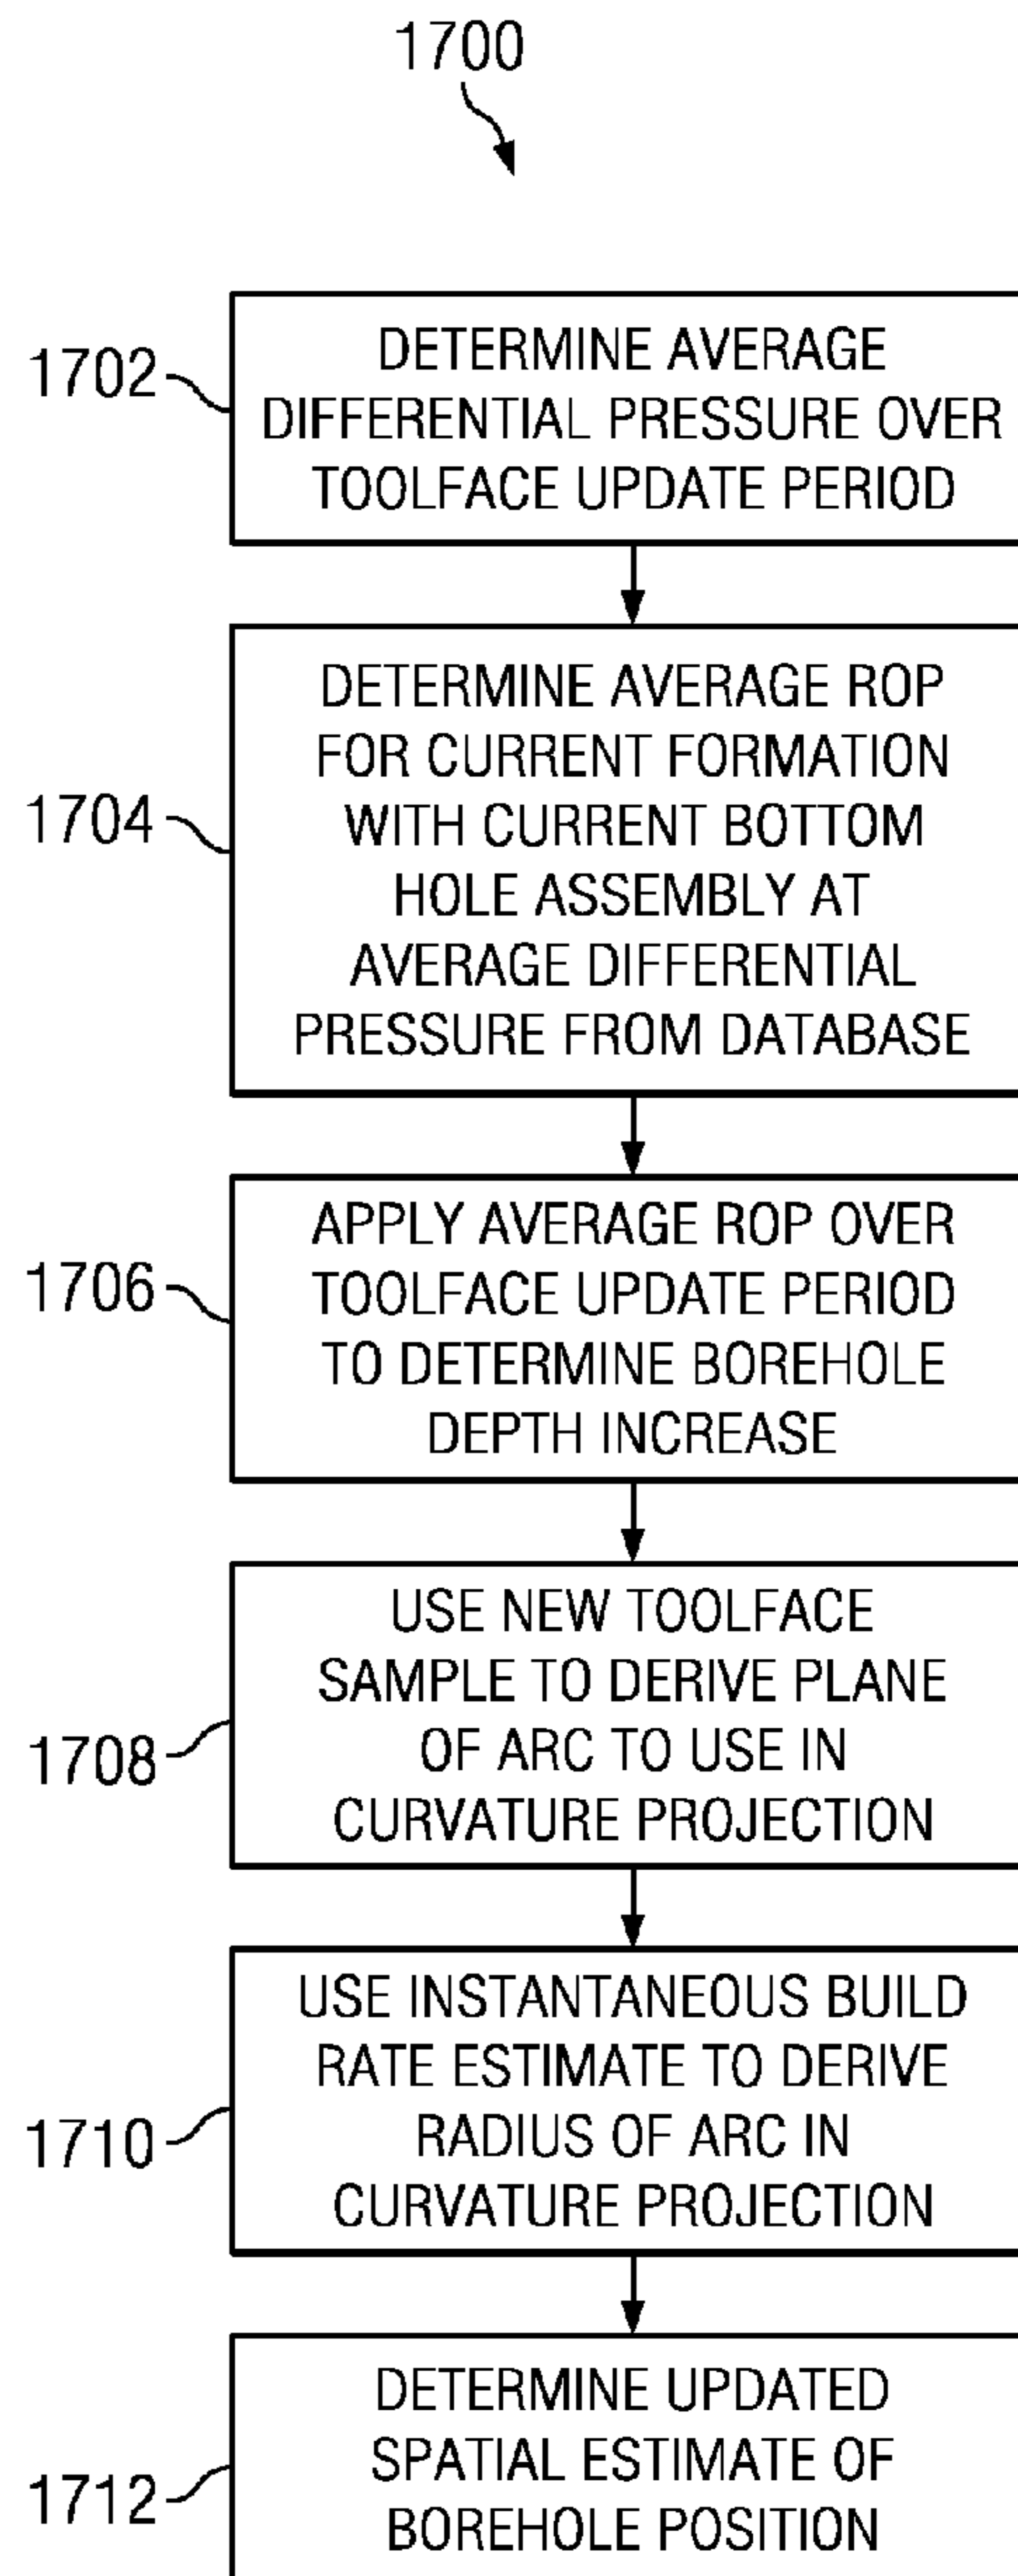 1700
1702
DETERMINE AVERAGE
DIFFERENTIAL PRESSURE OVER
TOOLFACE UPDATE PERIOD
1704
DETERMINE AVERAGE ROP
FOR CURRENT FORMATION
WITH CURRENT BOTTOM
HOLE ASSEMBLY AT
AVERAGE DIFFERENTIAL
PRESSURE FROM DATABASE
1706
APPLY AVERAGE ROP OVER
TOOLFACE UPDATE PERIOD
TO DETERMINE BOREHOLE
DEPTH INCREASE
1708
USE NEW TOOLFACE
SAMPLE TO DERIVE PLANE
OF ARC TO USE IN
CURVATURE PROJECTION
1710
USE INSTANTANEOUS BUILD
RATE ESTIMATE TO DERIVE
RADIUS OF ARC IN
CURVATURE PROJECTION
1712
DETERMINE UPDATED
SPATIAL ESTIMATE OF
BOREHOLE POSITION